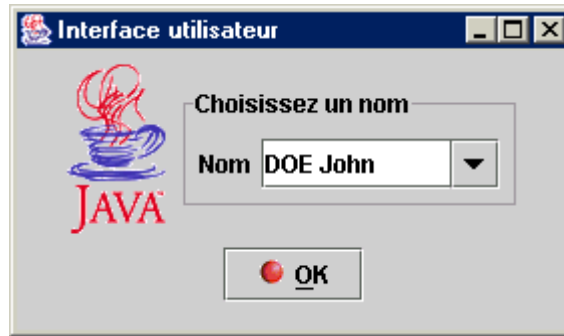 Interface utilisateur
Choisissez un nom
Nom DOE John
JAVA
OK